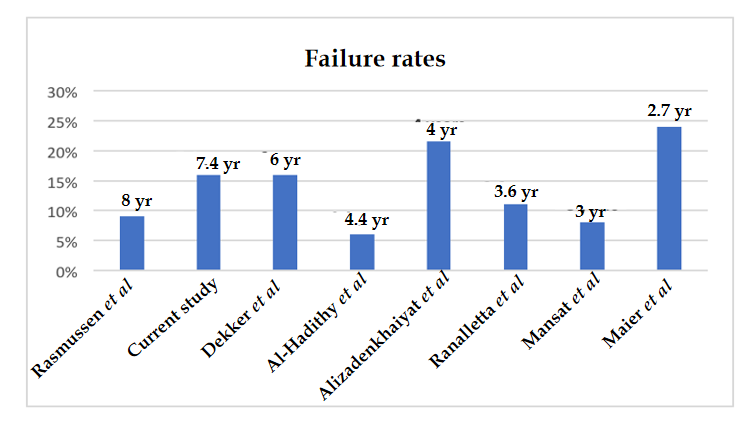 Failure rates
30%
25%
20%
15%
10%
5%
0%
8 yr
7.4 yr
6 yr
4.4 yr
4 yr
3.6 yr
3 yr
2.7 yr
Rasmussen et al
Current study
Dekker et al
Al-Hadithy et al
Alizadenkhaiyat et al
Ranalletta et al
Mansat et al
Maier et al